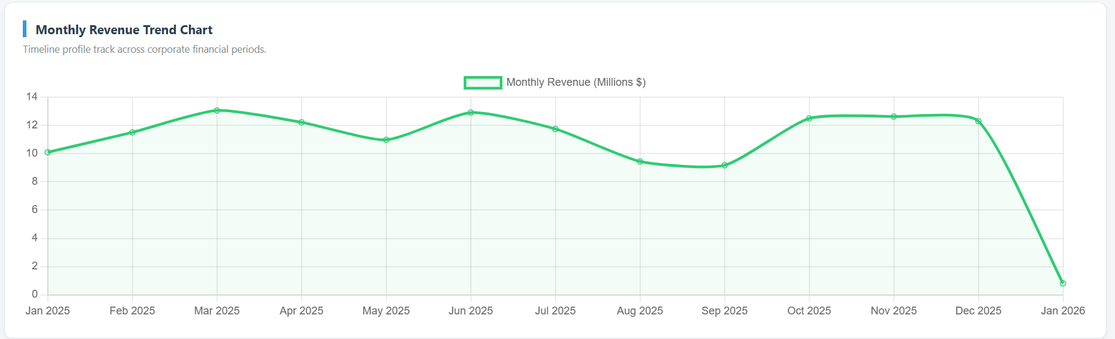 Monthly Revenue Trend Chart
Timeline profile track across corporate financial periods.
Monthly Revenue (Millions $)
14
12
10
8
6
4
2
0
Jan 2025 Feb 2025 Mar 2025 Apr 2025 May 2025 Jun 2025 Jul 2025 Aug 2025 Sep 2025 Oct 2025 Nov 2025 Dec 2025 Jan 2026